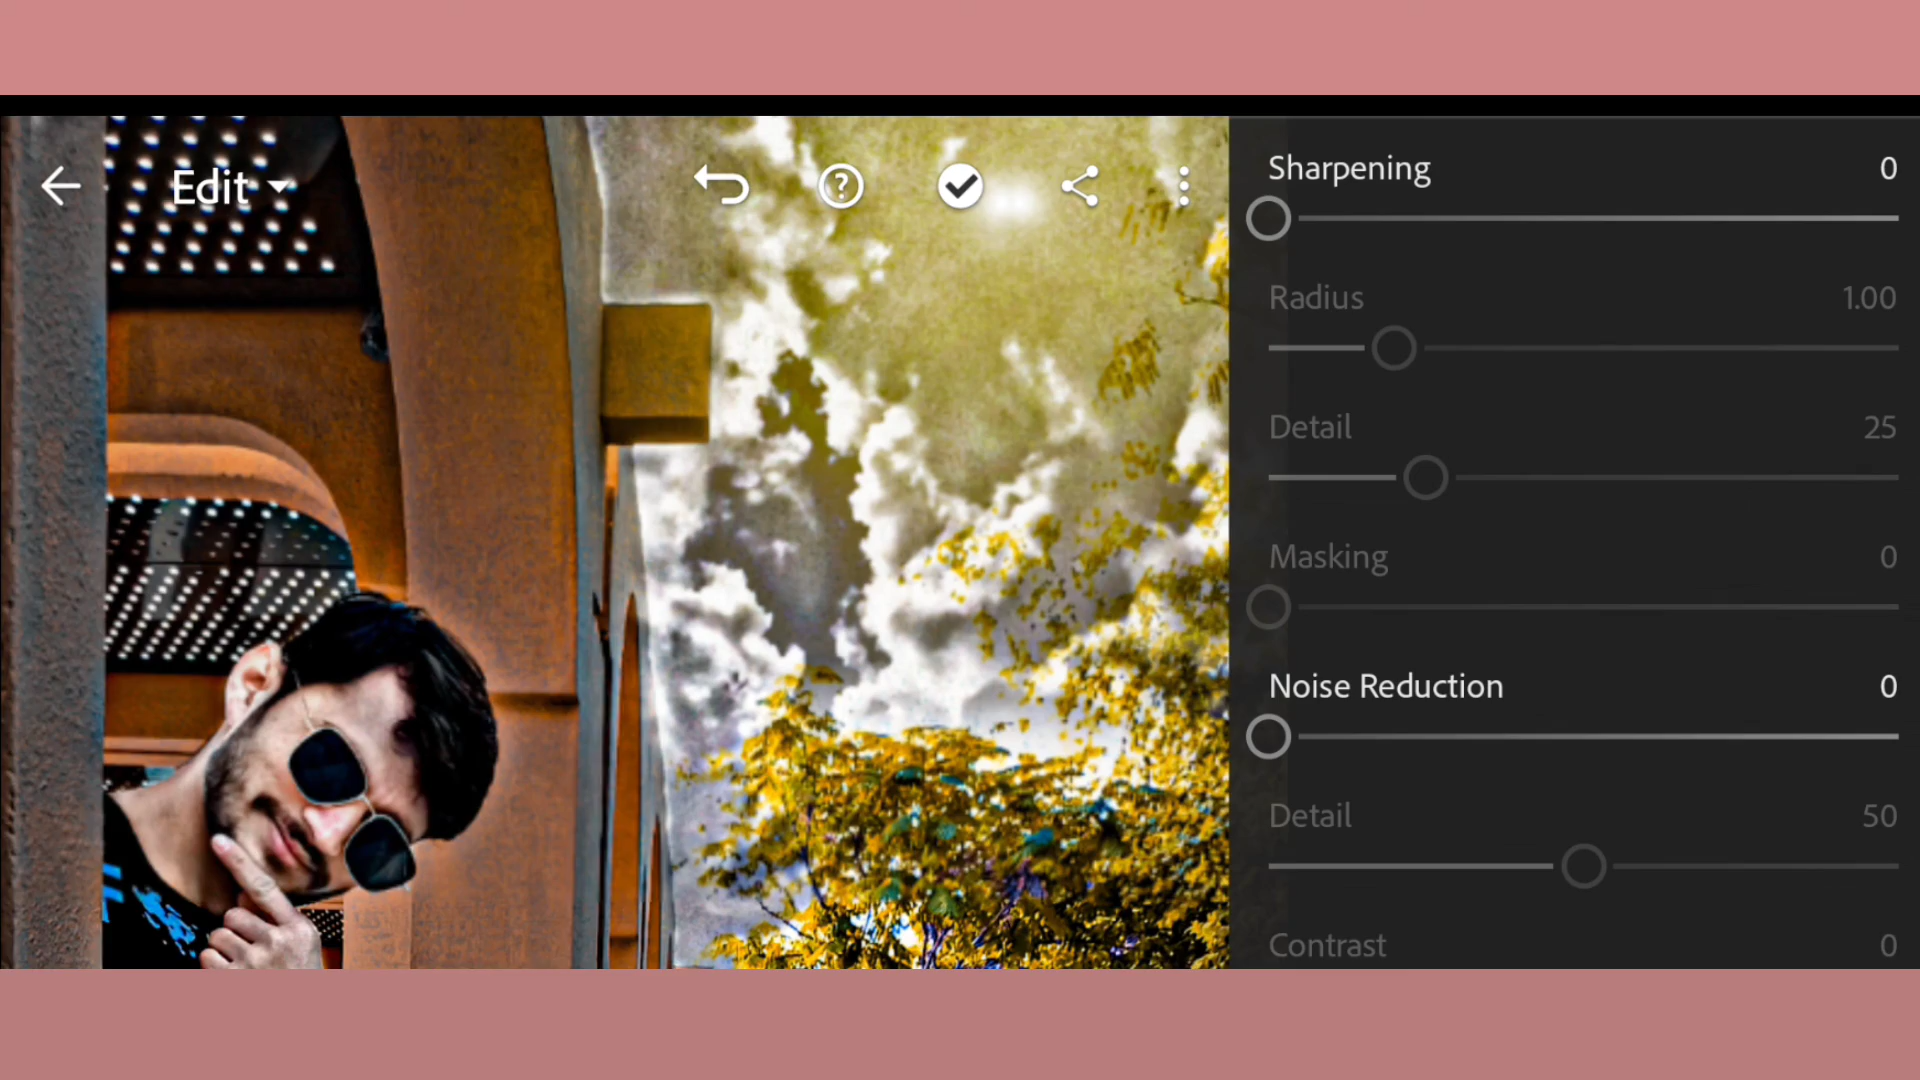 Edit
Sharpening 0
Radius 1.00
Detail 25
Masking 0
Noise Reduction 0
Detail 50
Contrast 0